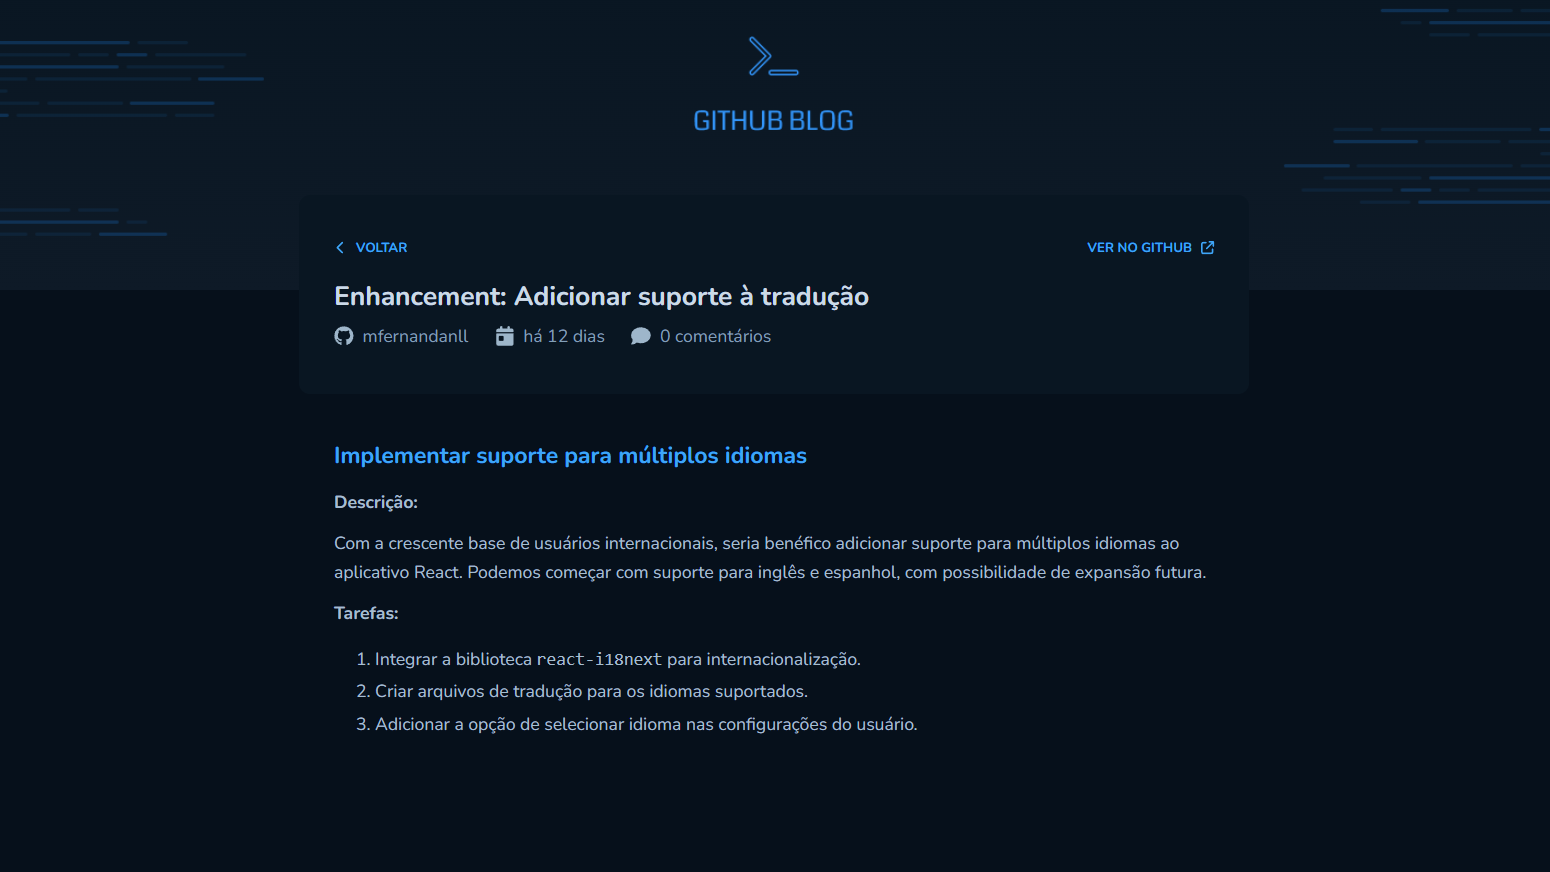 GITHUB BLOG
VOLTAR
VER NO GITHUB
Enhancement: Adicionar suporte à tradução
mfernandanll há 12 dias 0 comentários
Implementar suporte para múltiplos idiomas
Descrição:
Com a crescente base de usuários internacionais, seria benéfico adicionar suporte para múltiplos idiomas ao
aplicativo React. Podemos começar com suporte para inglês e espanhol, com possibilidade de expansão futura.
Tarefas:
1. Integrar a biblioteca react-i18next para internacionalização.
2. Criar arquivos de tradução para os idiomas suportados.
3. Adicionar a opção de selecionar idioma nas configurações do usuário.